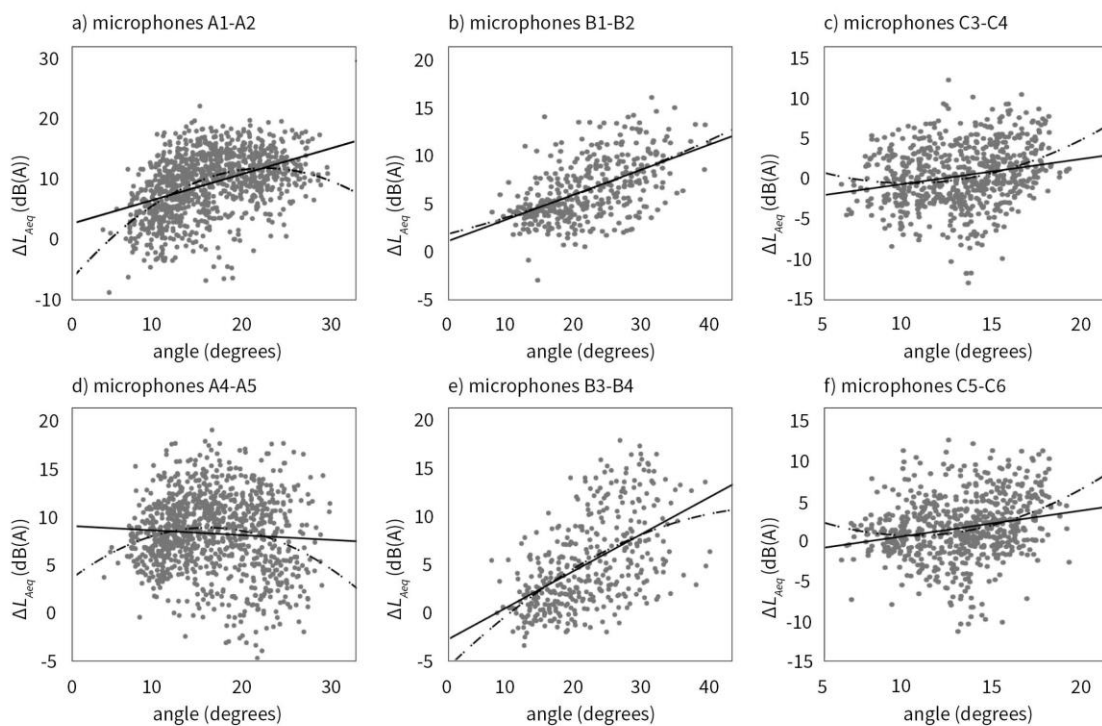 a) microphones A1-A2
30
20
10
0
-10
ΔL_Aeq (dB(A))
0 10 20 30
angle (degrees)
b) microphones B1-B2
20
15
10
5
0
-5
ΔL_Aeq (dB(A))
0 10 20 30 40
angle (degrees)
c) microphones C3-C4
15
10
5
0
-5
-10
-15
ΔL_Aeq (dB(A))
5 10 15 20
angle (degrees)
d) microphones A4-A5
20
15
10
5
0
-5
ΔL_Aeq (dB(A))
0 10 20 30
angle (degrees)
e) microphones B3-B4
20
15
10
5
0
-5
ΔL_Aeq (dB(A))
0 10 20 30 40
angle (degrees)
f) microphones C5-C6
15
10
5
0
-5
-10
-15
ΔL_Aeq (dB(A))
5 10 15 20
angle (degrees)